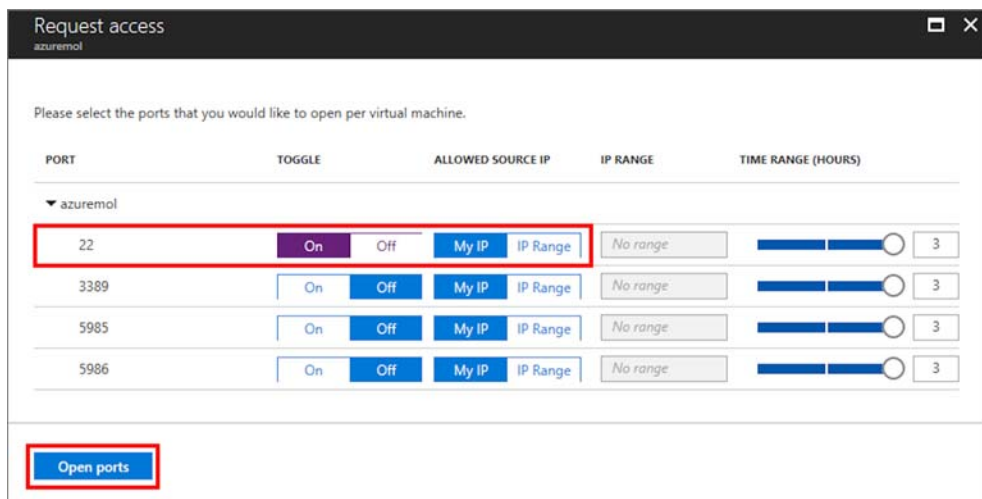 Request access
azuremol
Please select the ports that you would like to open per virtual machine.
PORT TOGGLE ALLOWED SOURCE IP IP RANGE TIME RANGE (HOURS)
azuremol
22 On Off My IP IP Range No range 3
3389 On Off My IP IP Range No range 3
5985 On Off My IP IP Range No range 3
5986 On Off My IP IP Range No range 3
Open ports